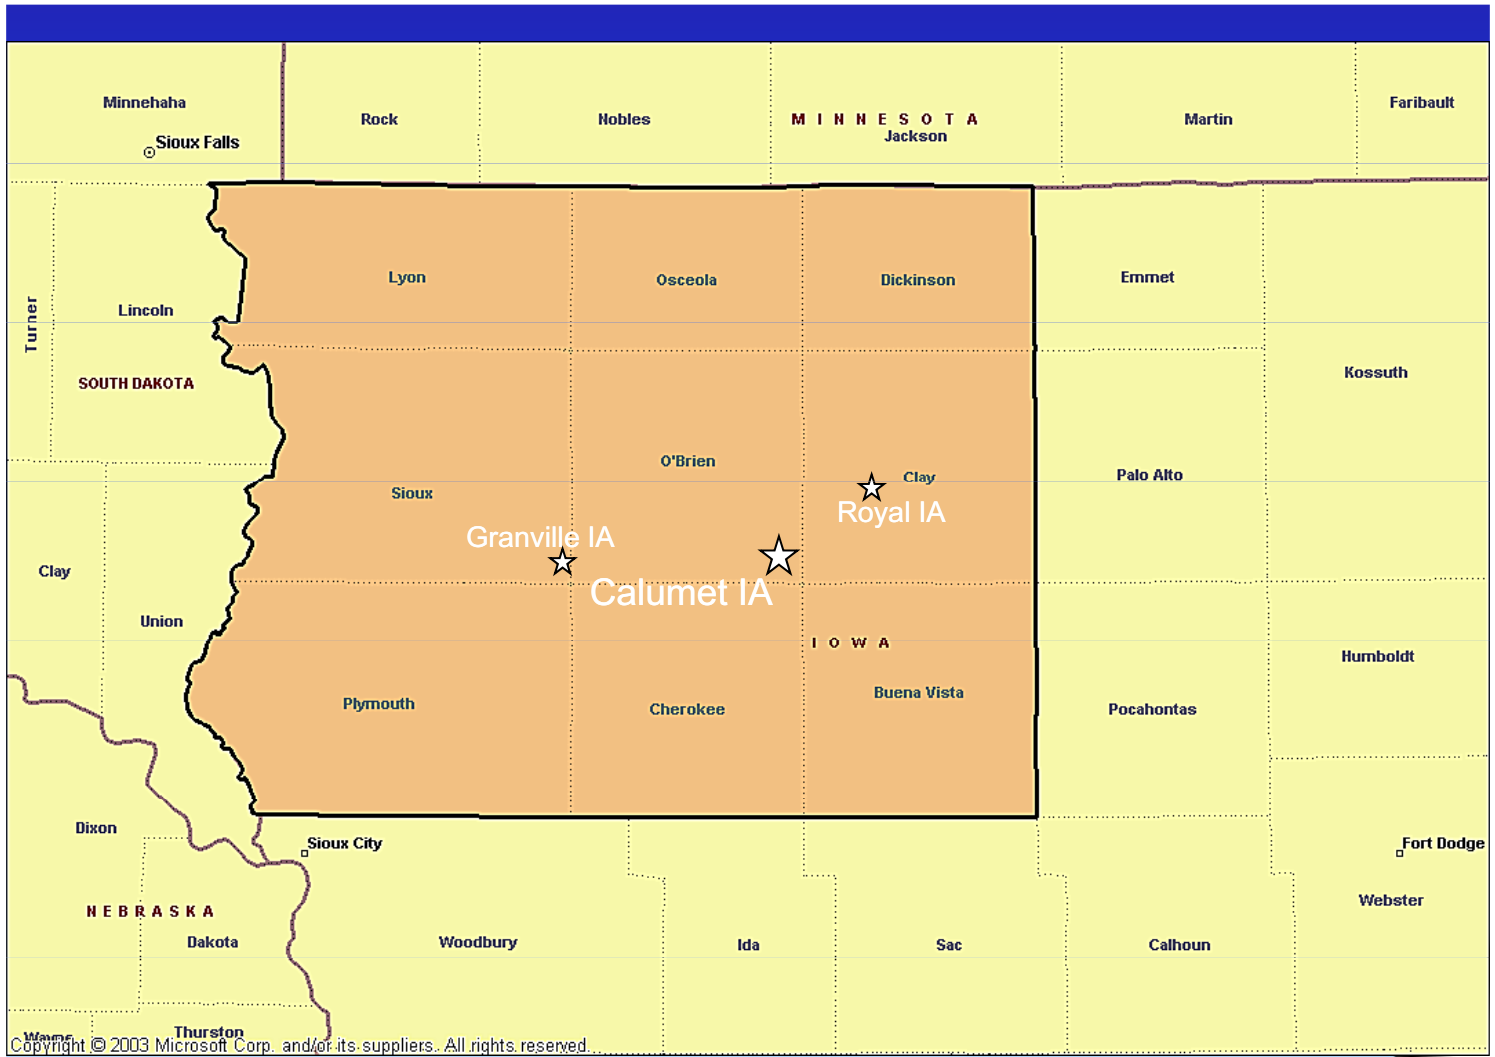 Minnehaha
Sioux Falls
Rock
Nobles
MINNESOTA
Jackson
Martin
Faribault
Turner
Lincoln
SOUTH DAKOTA
Lyon
Osceola
Dickinson
Emmet
Kossuth
O'Brien
Sioux
Clay
Royal IA
Palo Alto
Granville IA
Calumet IA
Clay
Union
IOWA
Plymouth
Cherokee
Buena Vista
Pocahontas
Humboldt
Dixon
Sioux City
Fort Dodge
NEBRASKA
Dakota
Woodbury
Ida
Sac
Calhoun
Webster
Wayne
Thurston
Copyright © 2003 Microsoft Corp. and/or its suppliers. All rights reserved.